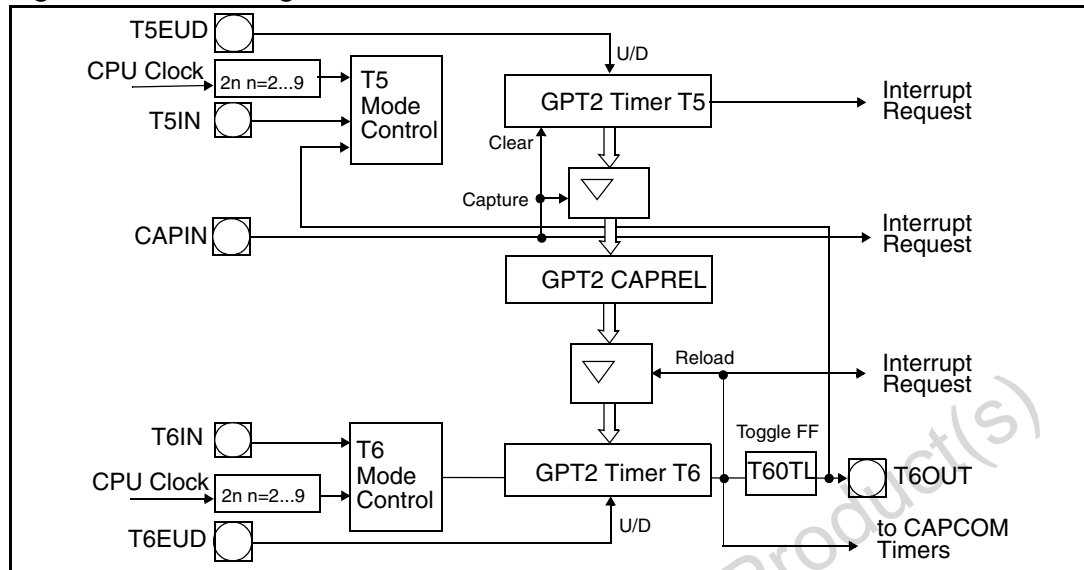 T5EUD
U/D
CPU Clock
2n n=2...9
T5
Mode
Control
GPT2 Timer T5
Interrupt
Request
T5IN
Clear
Capture
CAPIN
Interrupt
Request
GPT2 CAPREL
Reload
Interrupt
Request
T6IN
T6
Mode
Control
Toggle FF
GPT2 Timer T6
T60TL
T6OUT
CPU Clock
2n n=2...9
U/D
T6EUD
to CAPCOM
Timers
Product(s)